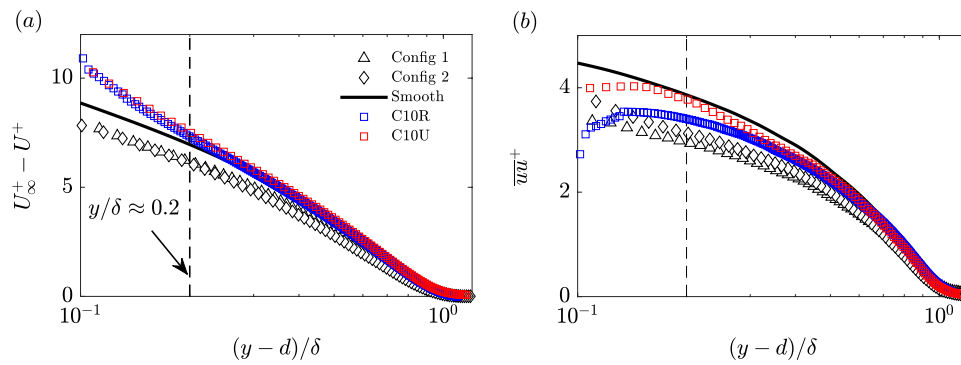 (a)
U∞⁺ − U⁺
10
5
0
10⁻¹
10⁰
(y − d)/δ
y/δ ≈ 0.2
Config 1
Config 2
Smooth
C10R
C10U
(b)
uu⁺
4
2
0
10⁻¹
10⁰
(y − d)/δ